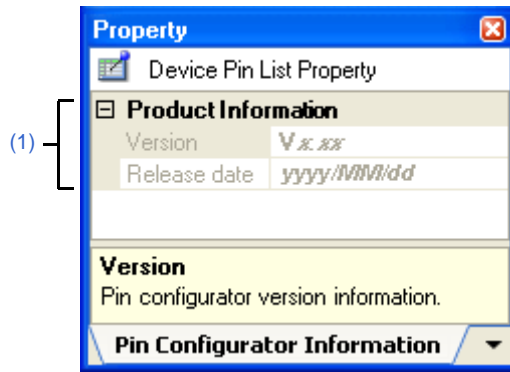 Property
Device Pin List Property
(1)
Product Information
Version V x.xx
Release date yyyy/MM/dd
Version
Pin configurator version information.
Pin Configurator Information